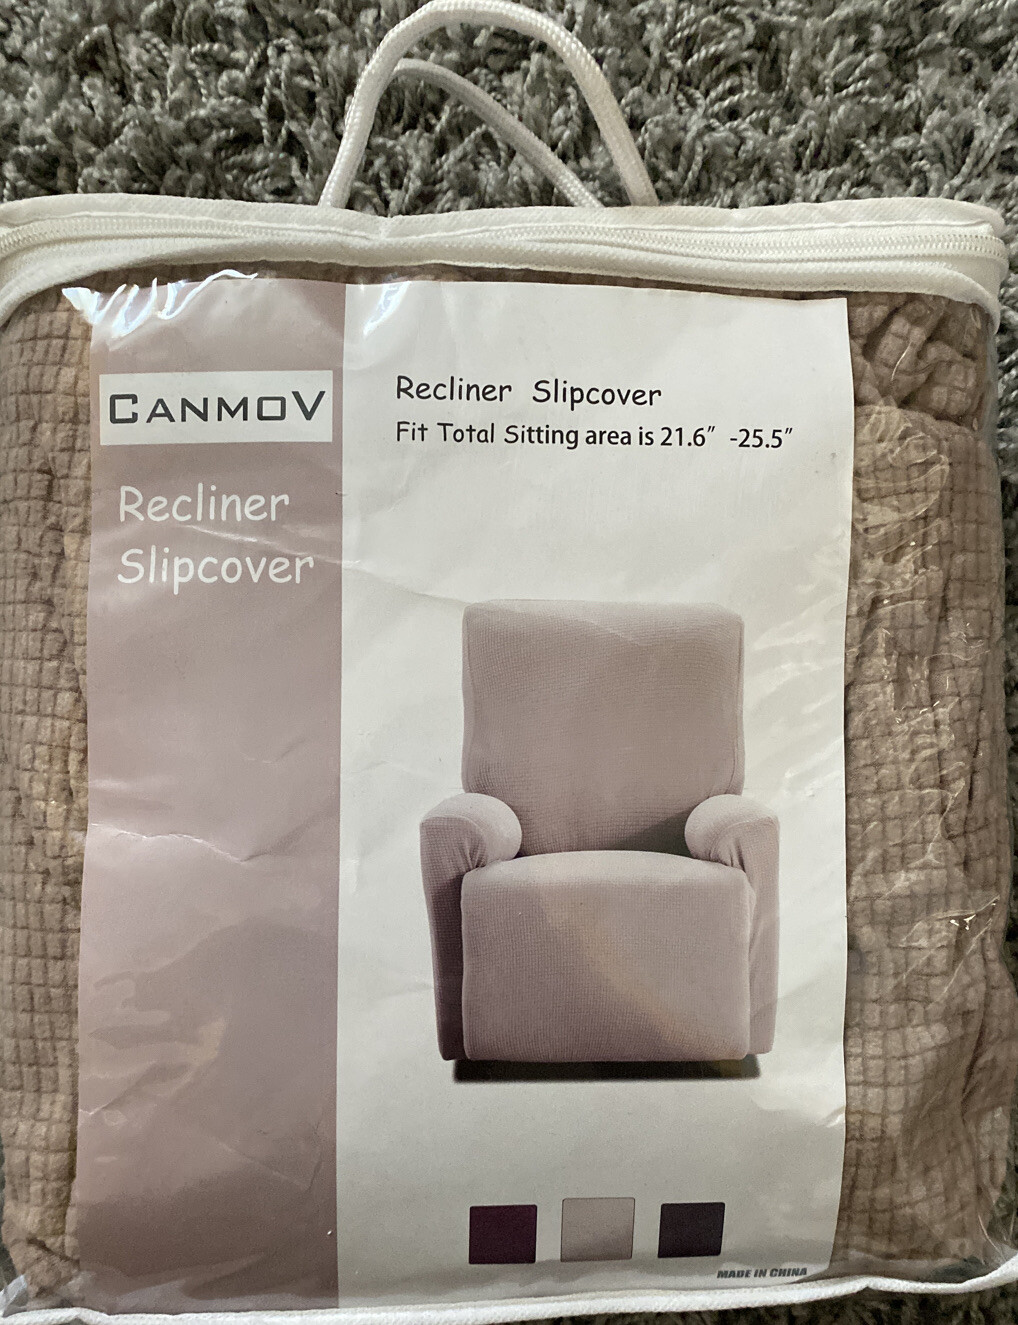 CANMOV
Recliner
Slipcover
Recliner Slipcover
Fit Total Sitting area is 21.6" -25.5"
MADE IN CHINA